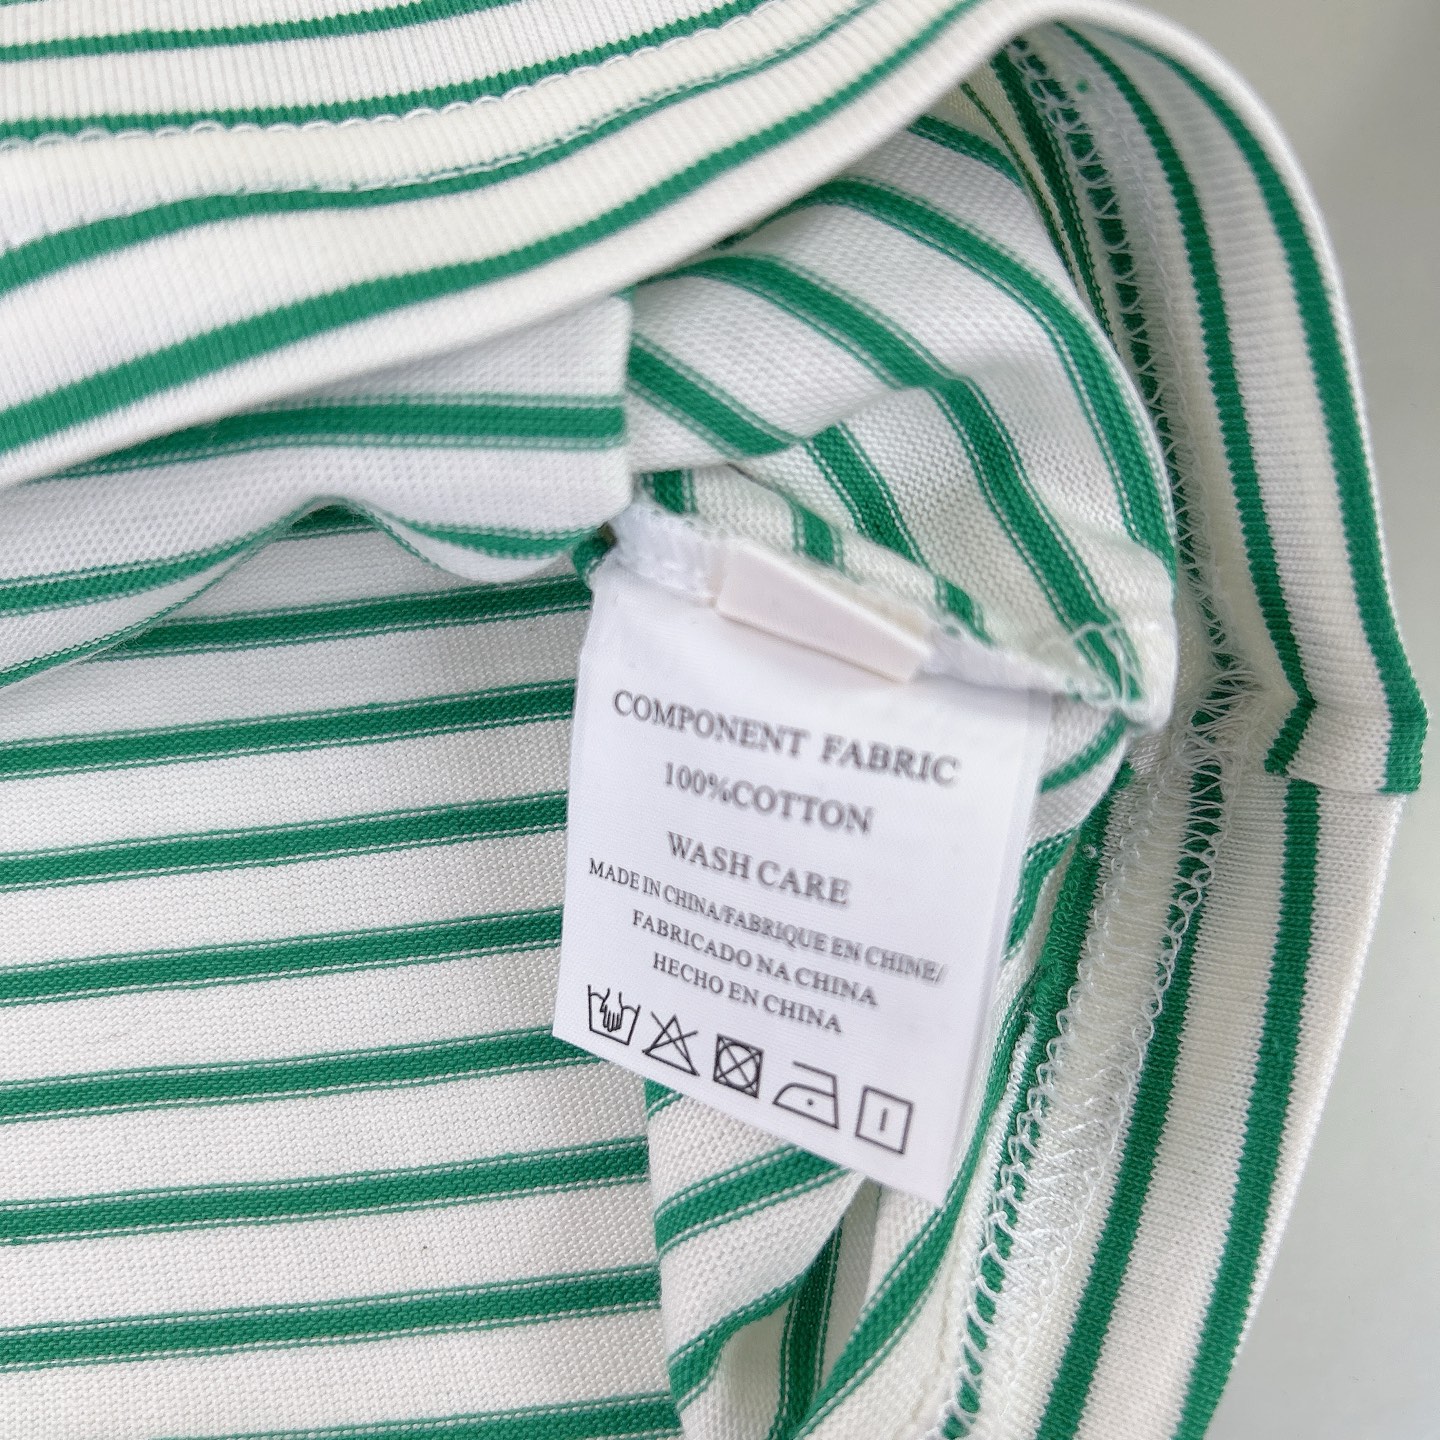 COMPONENT FABRIC
100%COTTON
WASH CARE
MADE IN CHINA/FABRIQUE EN CHINE/
FABRICADO NA CHINA
HECHO EN CHINA